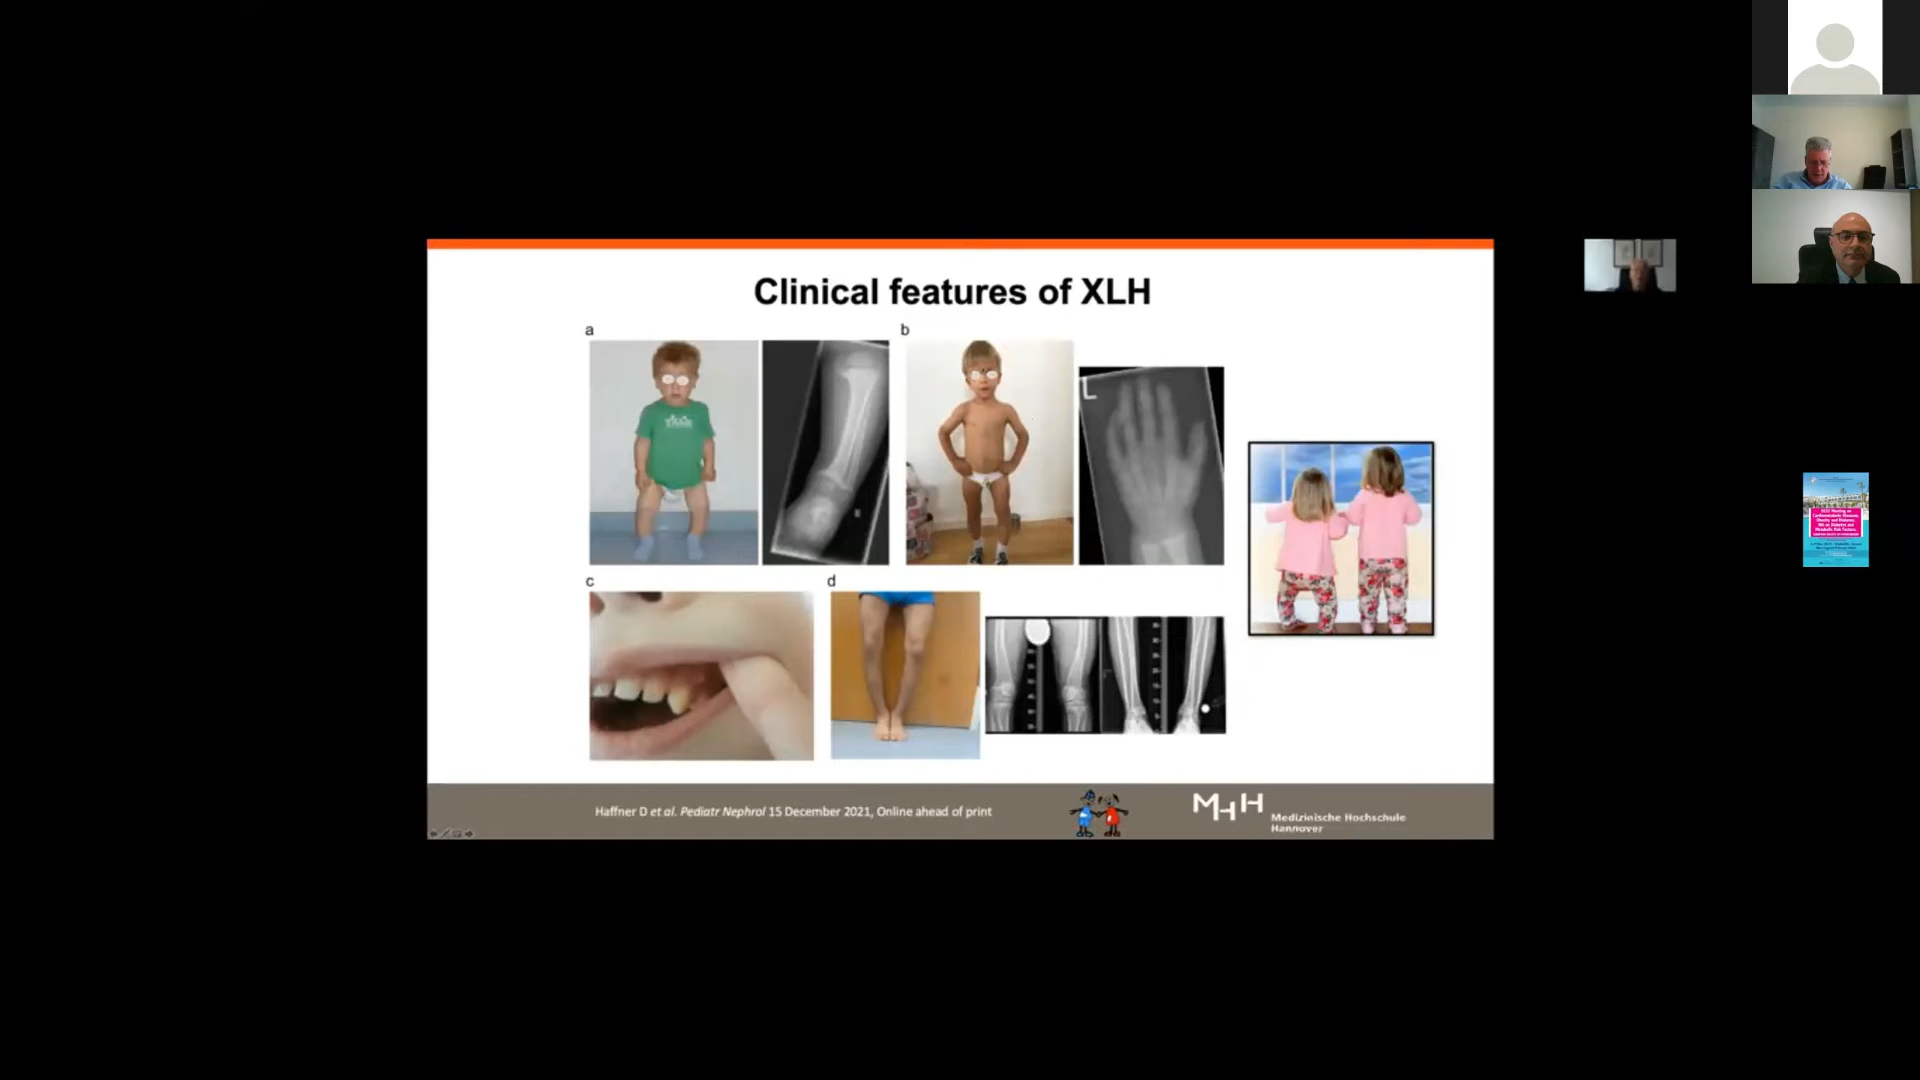 Clinical features of XLH
a
b
L
c
d
Haffner D et al. Pediatr Nephrol 15 December 2021, Online ahead of print
MHH
Medizinische Hochschule
Hannover